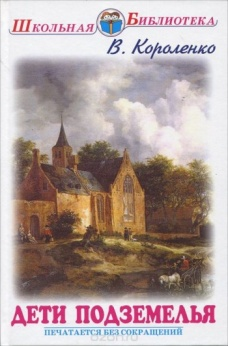 Школьная Библиотека
В. Короленко
ДЕТИ ПОДЗЕМЕЛЬЯ
ПЕЧАТАЕТСЯ БЕЗ СОКРАЩЕНИЙ